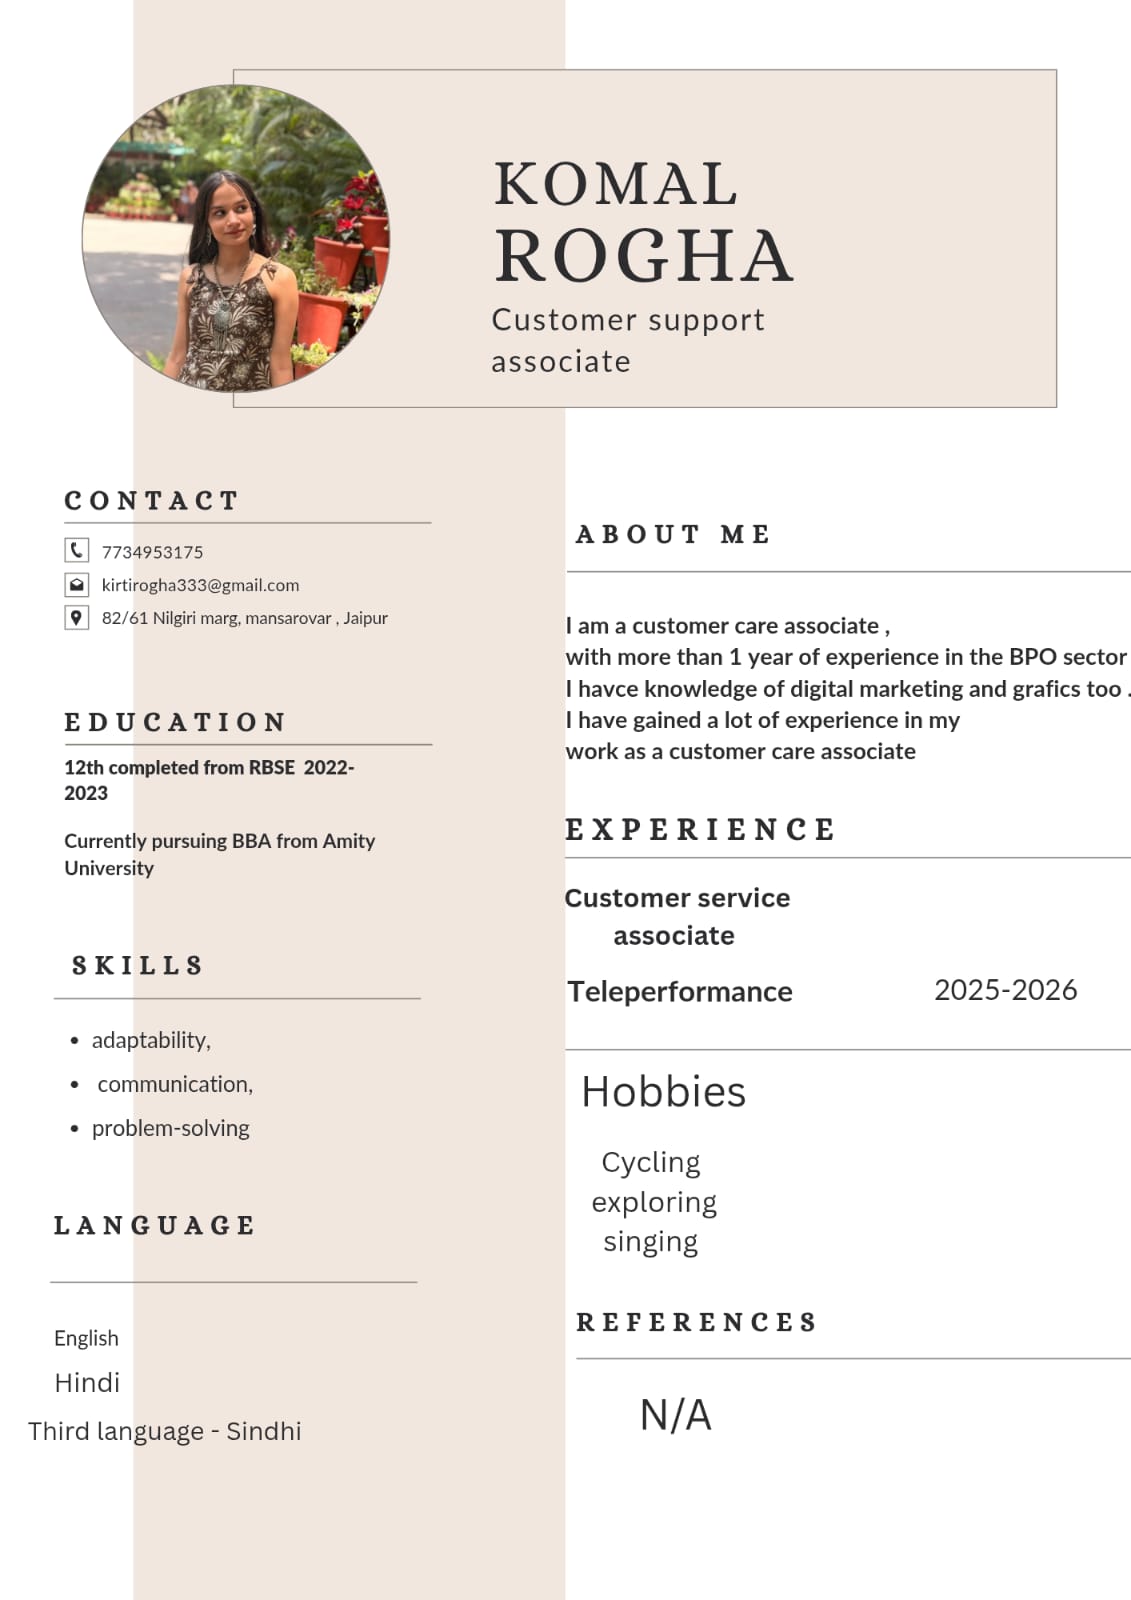 KOMAL
ROGHA
Customer support
associate
CONTACT
7734953175
kirtirogha333@gmail.com
82/61 Nilgiri marg, mansarovar , Jaipur
EDUCATION
12th completed from RBSE  2022-
2023
Currently pursuing BBA from Amity
University
SKILLS
• adaptability,
• communication,
• problem-solving
LANGUAGE
English
Hindi
Third language - Sindhi
ABOUT ME
I am a customer care associate ,
with more than 1 year of experience in the BPO sector
I havce knowledge of digital marketing and grafics too .
I have gained a lot of experience in my
work as a customer care associate
EXPERIENCE
Customer service
associate
Teleperformance 2025-2026
Hobbies
Cycling
exploring
singing
REFERENCES
N/A